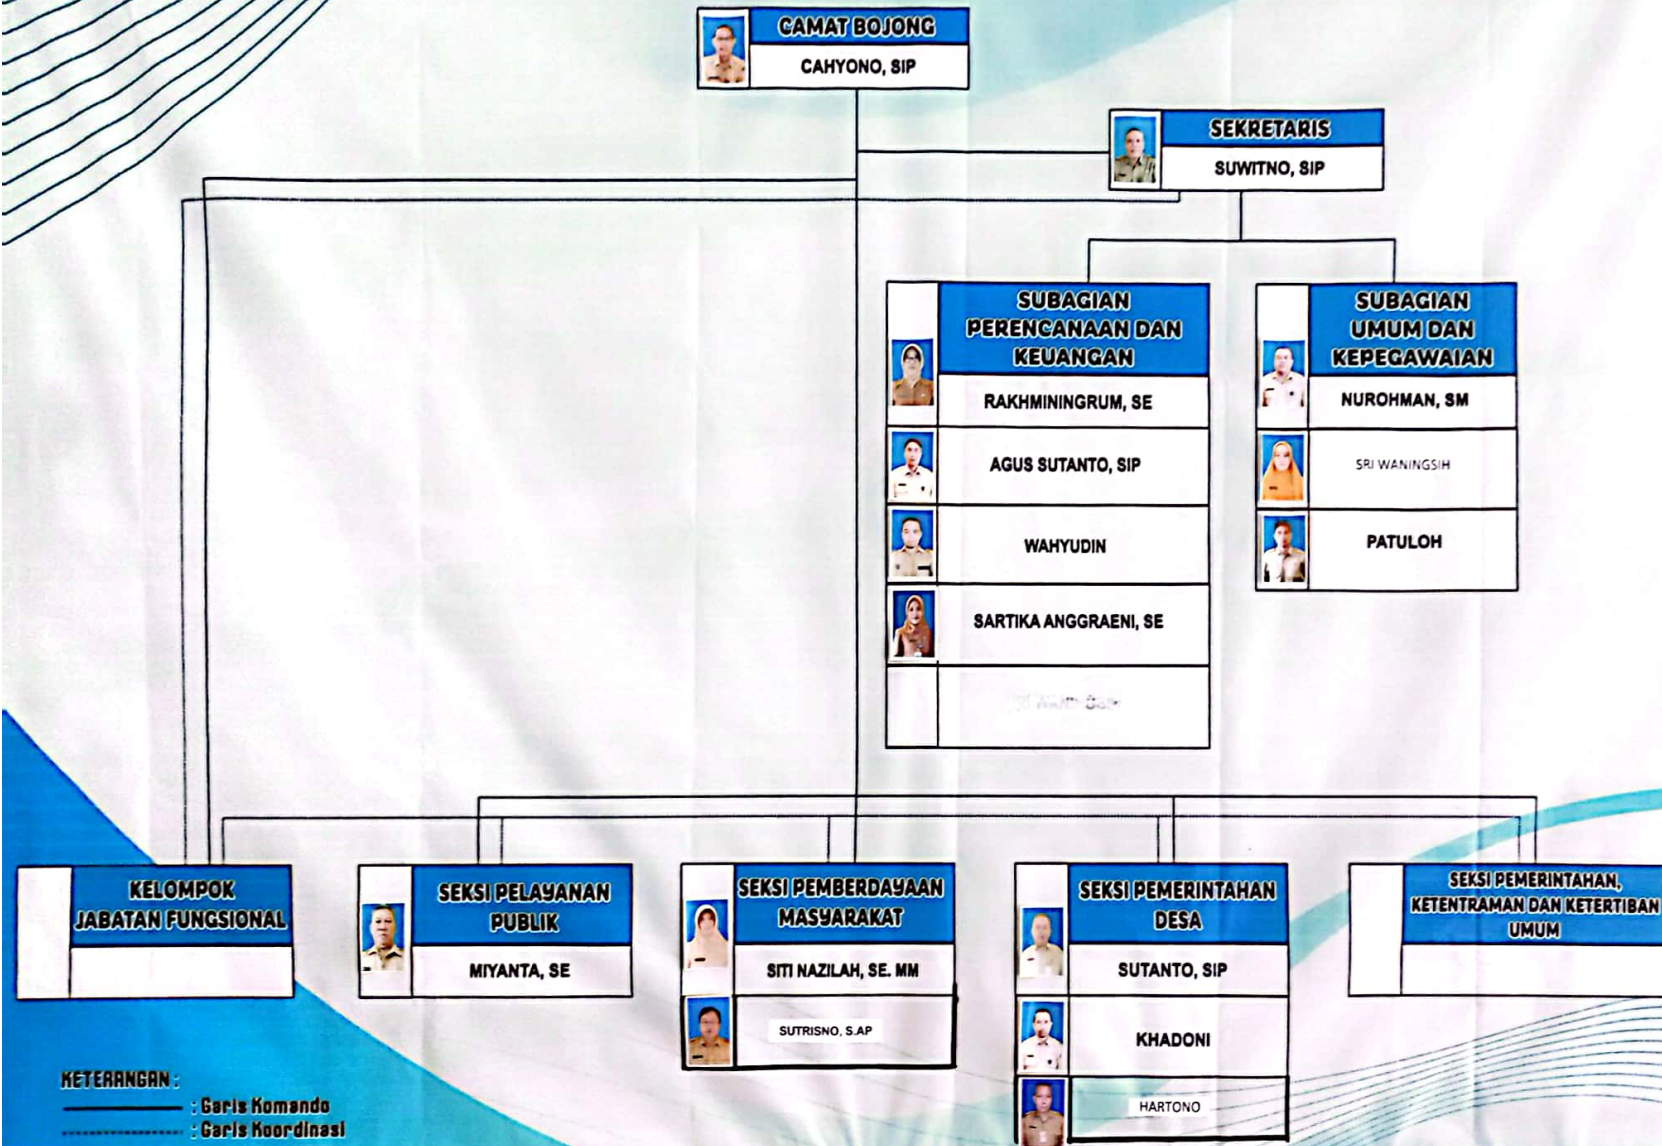 CAMAT BOJONG
CAHYONO, SIP
SEKRETARIS
SUWITNO, SIP
SUBAGIAN
PERENCANAAN DAN
KEUANGAN
RAKHMININGRUM, SE
AGUS SUTANTO, SIP
WAHYUDIN
SARTIKA ANGGRAENI, SE
SUBAGIAN
UMUM DAN
KEPEGAWAIAN
NUROHMAN, SM
SRI WANINGSIH
PATULOH
KELOMPOK
JABATAN FUNGSIONAL
SEKSI PELAYANAN
PUBLIK
MIYANTA, SE
SEKSI PEMBERDAYAAN
MASYARAKAT
SITI NAZILAH, SE. MM
SUTRISNO, S.AP
SEKSI PEMERINTAHAN
DESA
SUTANTO, SIP
KHADONI
HARTONO
SEKSI PEMERINTAHAN,
KETENTRAMAN DAN KETERTIBAN
UMUM
KETERANGAN :
: Garis Komando
: Garis Koordinasi